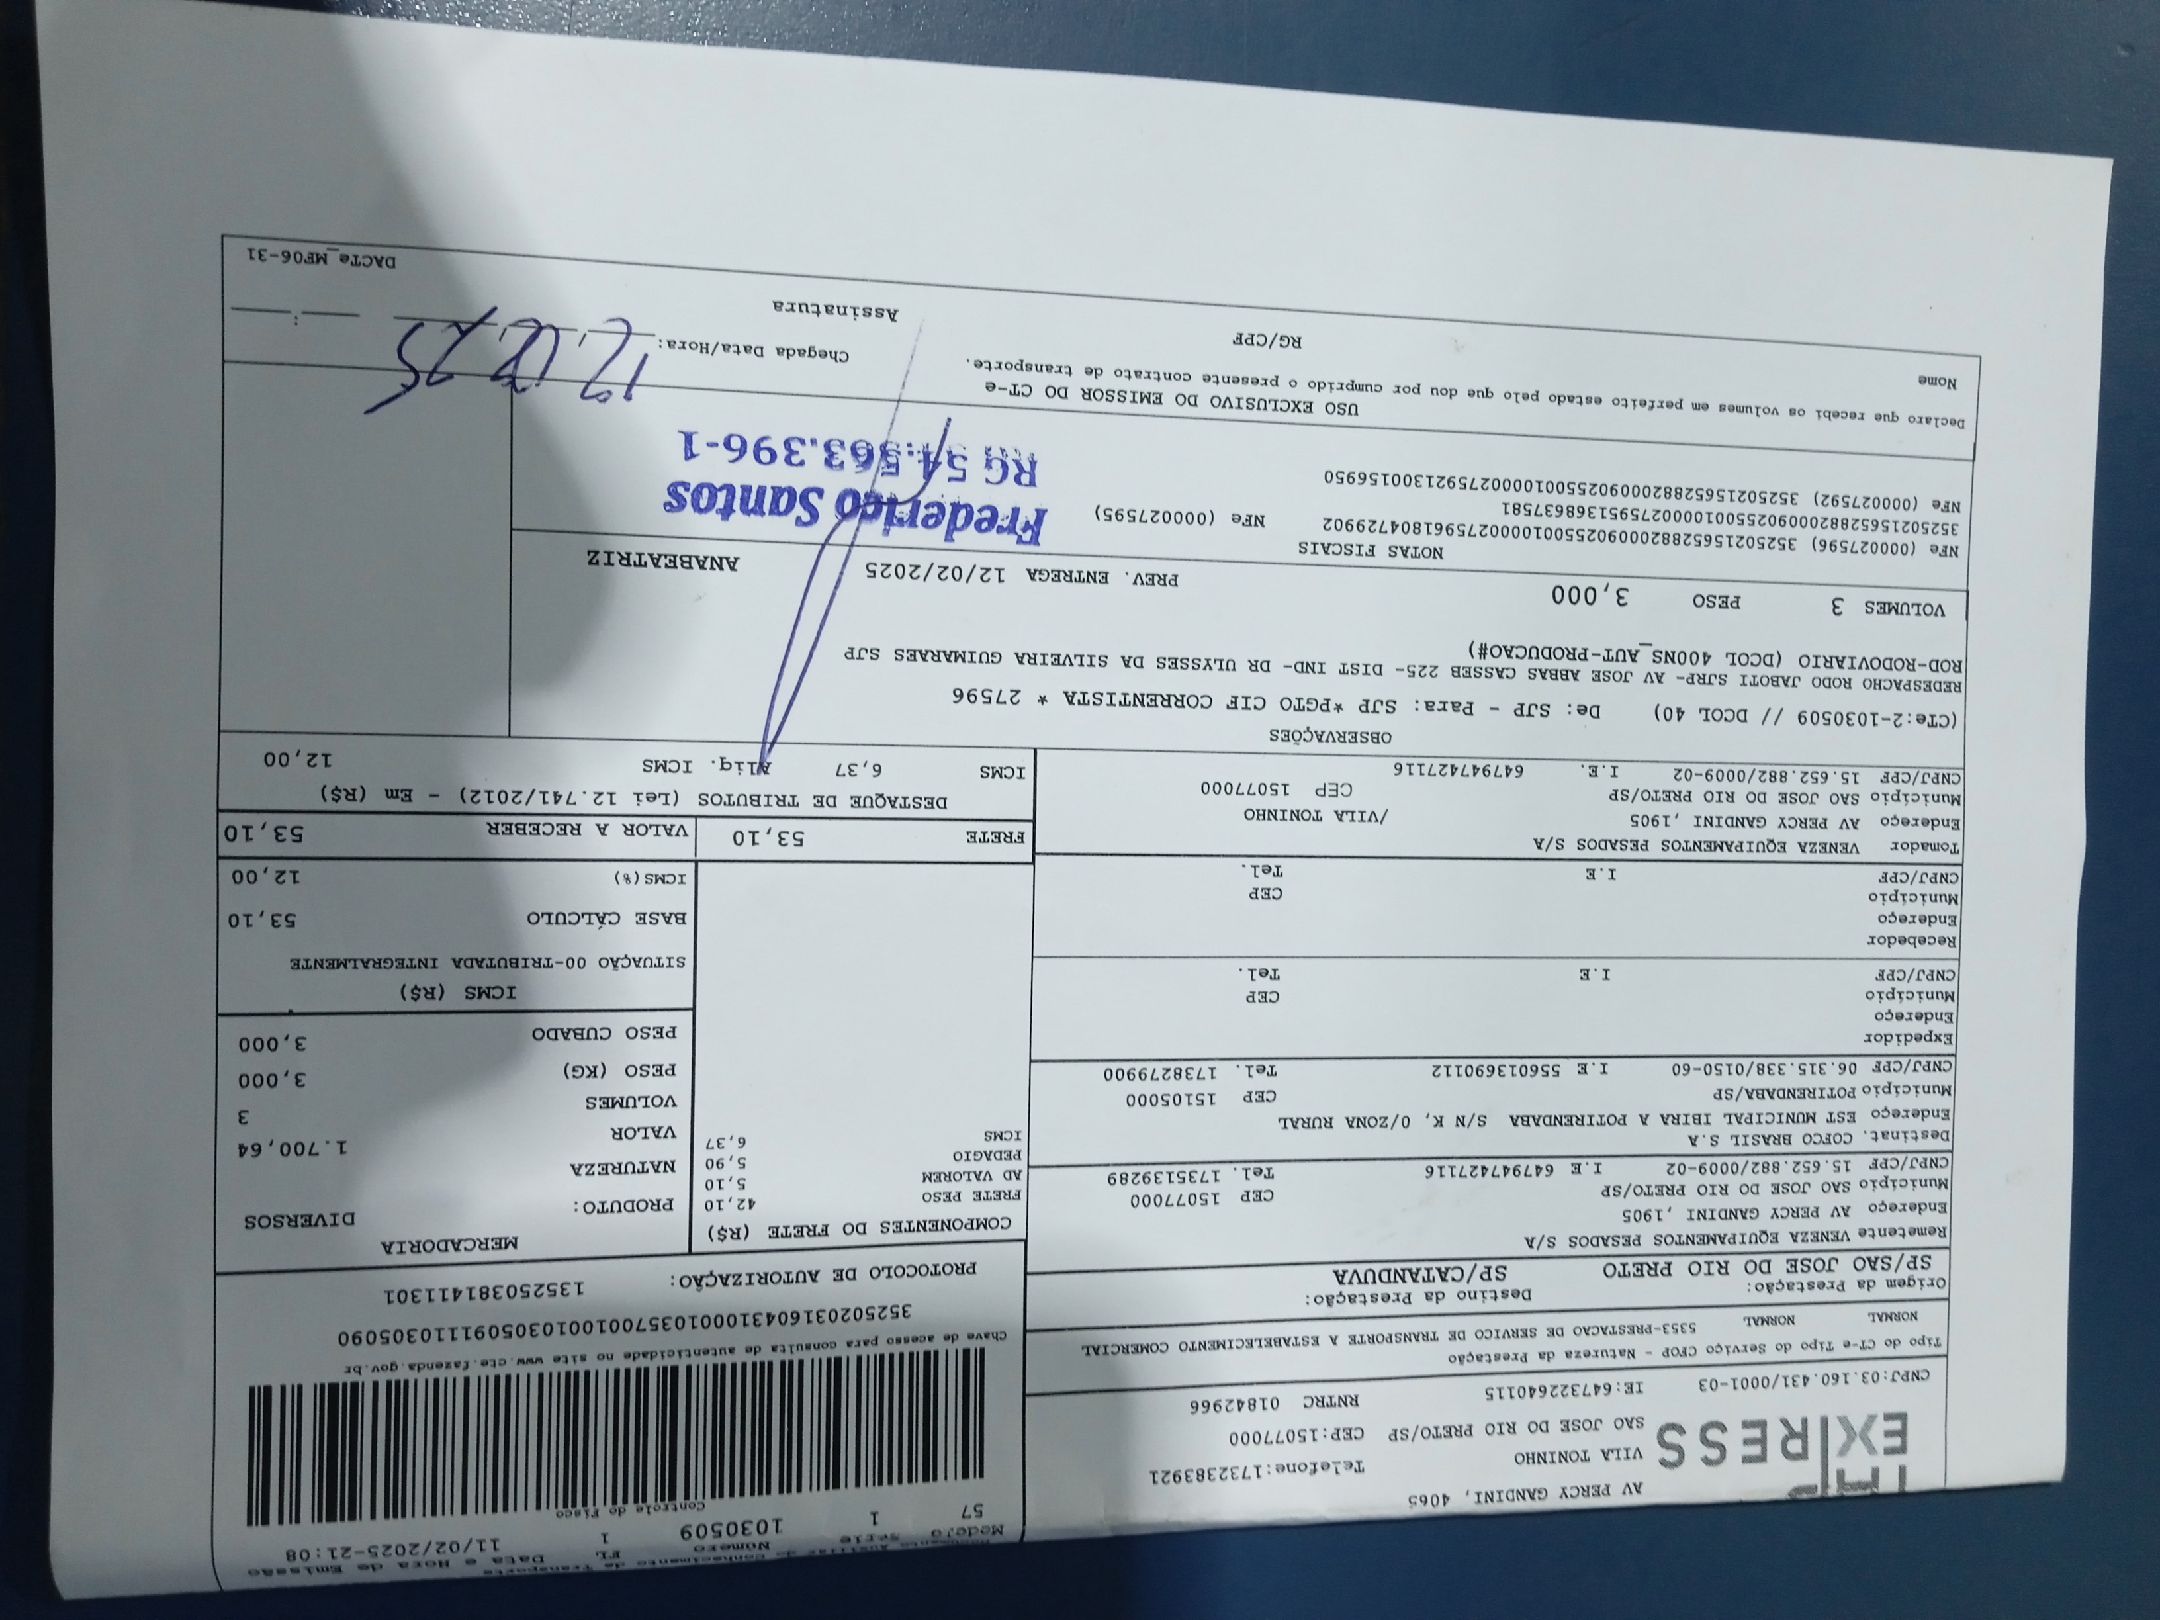 EXPRESS
AV PERCY GANDINI, 4065
VILA TONINHO Telefone:1732383921
SAO JOSE DO RIO PRETO/SP CEP:15077000
CNPJ:03.160.431/0001-03 IE:647322640115 RNTRC 01842966
Modelo Serie Numero FL Data e Hora de Emissão
57 1 1030509 1 11/02/2025-21:08
Controle do Fisco
Chave de acesso para consulta de autenticidade no site www.cte.fazenda.gov.br
35250203160431000103570010010305091110305090
PROTOCOLO DE AUTORIZAÇÃO: 135250381411301
Tipo do CT-e Tipo do Serviço CFOP - Natureza da Prestação
NORMAL NORMAL 5353-PRESTACAO DE SERVICO DE TRANSPORTE A ESTABELECIMENTO COMERCIAL
Origem da Prestação: Destino da Prestação:
SP/SAO JOSE DO RIO PRETO SP/CATANDUVA
Remetente VENEZA EQUIPAMENTOS PESADOS S/A
Endereço AV PERCY GANDINI ,1905
Município SAO JOSE DO RIO PRETO/SP CEP 15077000
CNPJ/CPF 15.652.882/0009-02 I.E 647947427116 Tel. 1735139289
Destinat. COFCO BRASIL S.A
Endereço EST MUNICIPAL IBIRA A POTIRENDABA S/N K, 0/ZONA RURAL
Município POTIRENDABA/SP CEP 15105000
CNPJ/CPF 06.315.338/0150-60 I.E 556013690112 Tel. 1738279900
Expedidor
Endereço
Município CEP
CNPJ/CPF I.E Tel.
Recebedor
Endereço
Município CEP
CNPJ/CPF I.E Tel.
Tomador VENEZA EQUIPAMENTOS PESADOS S/A
Endereço AV PERCY GANDINI ,1905 /VILA TONINHO
Município SAO JOSE DO RIO PRETO/SP CEP 15077000
CNPJ/CPF 15.652.882/0009-02 I.E. 647947427116
COMPONENTES DO FRETE (R$)
FRETE PESO 42,10
AD VALOREM 5,10
PEDAGIO 5,90
ICMS 6,37
MERCADORIA
PRODUTO: DIVERSOS
NATUREZA
VALOR 1.700,64
VOLUMES 3
PESO (KG) 3,000
PESO CUBADO 3,000
ICMS (R$)
SITUAÇÃO 00-TRIBUTADA INTEGRALMENTE
BASE CÁLCULO 53,10
ICMS(%) 12,00
FRETE 53,10 VALOR A RECEBER 53,10
DESTAQUE DE TRIBUTOS (Lei 12.741/2012) - Em (R$)
ICMS 6,37 Aliq. ICMS 12,00
OBSERVAÇÕES
(CTe:2-1030509 // DCOL 40) De: SJP - Para: SJP *PGTO CIF CORRENTISTA * 27596
REDESPACHO RODO JABOTI SJRP- AV JOSE ABBAS CASSEB 225- DIST IND- DR ULYSSES DA SILVEIRA GUIMARAES SJP
ROD-RODOVIARIO (DCOL 400NS_AUT-PRODUCAO#)
VOLUMES 3 PESO 3,000 PREV. ENTREGA 12/02/2025 ANABEATRIZ
NOTAS FISCAIS
NFe (000027596) 35250215652882000902550010000275961804729902 NFe (000027595)
35250215652882000902550010000275951368637581
NFe (000027592) 35250215652882000902550010000275921300156950
Frederico Santos
RG 54.563.396-1
USO EXCLUSIVO DO EMISSOR DO CT-e
Declaro que recebi os volumes em perfeito estado pelo que dou por cumprido o presente contrato de transporte.
Nome RG/CPF Assinatura
Chegada Data/Hora: 12,02,25
DACTe_MF06-31